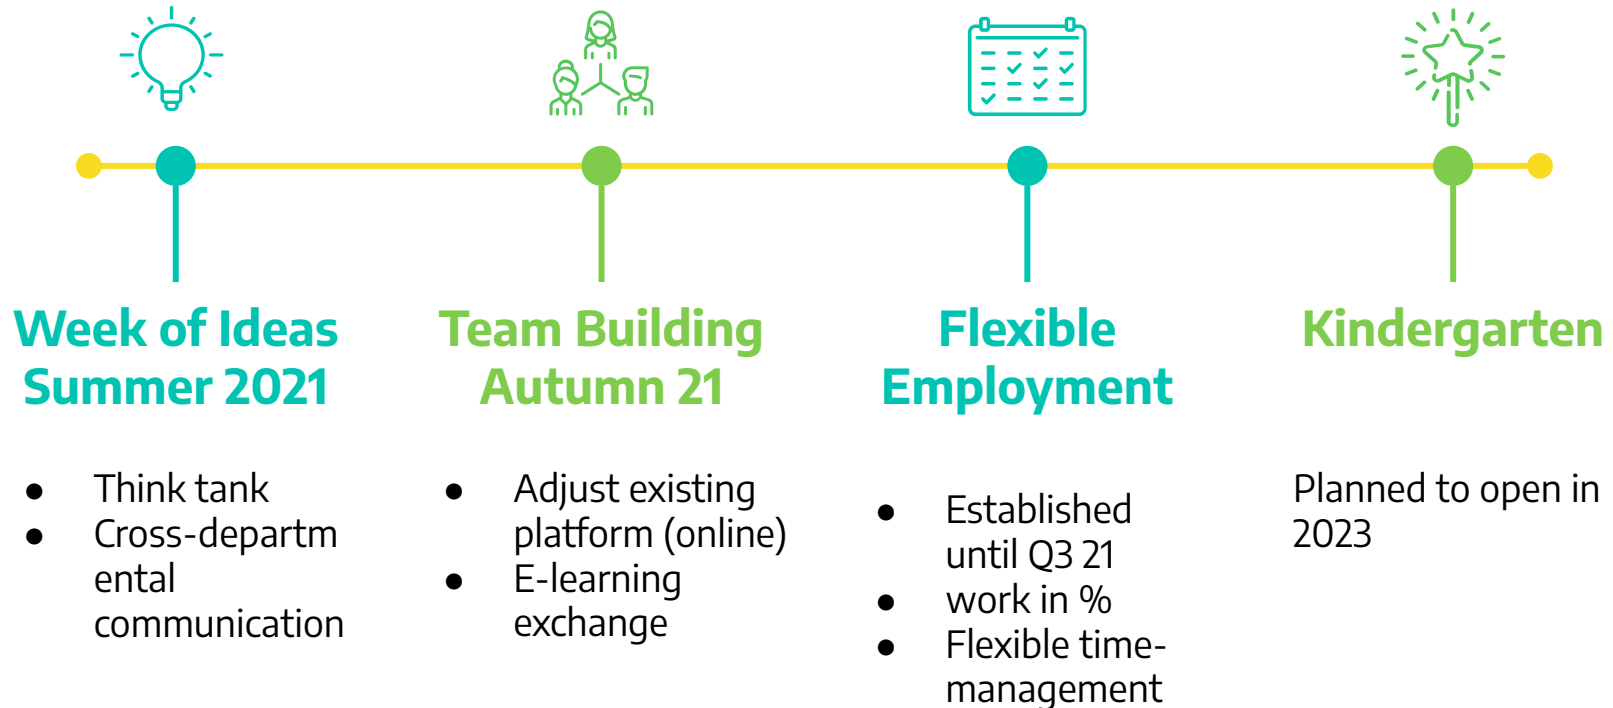 Week of Ideas
Summer 2021
● Think tank
● Cross-departm
ental
communication
Team Building
Autumn 21
● Adjust existing
platform (online)
● E-learning
exchange
Flexible
Employment
● Established
until Q3 21
● work in %
● Flexible time-
management
Kindergarten
Planned to open in
2023